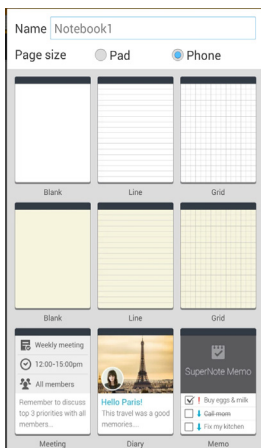 Name Notebook1
Page size Pad Phone
Blank Line Grid
Blank Line Grid
Weekly meeting
12:00~15:00pm
All members
Remember to discuss
top 3 priorities with all
members...
Meeting
Hello Paris!
This travel was a good
memories....
Diary
SuperNote Memo
Buy eggs & milk
Call mom
Fix my kitchen
Memo